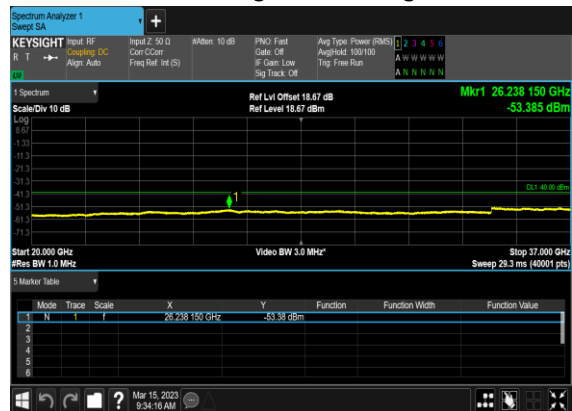 Spectrum Analyzer 1
Swept SA
+
KEYSIGHT Input: RF Input Z: 50 Ω #Atten: 10 dB PNO: Fast Avg Type: Power (RMS) 1 2 3 4 5 6
R T Coupling: DC Corr CCorr Gate: Off Avg|Hold: 100/100 A W W W W W
Align: Auto Freq Ref: Int (S) IF Gain: Low Trig: Free Run
LXI Sig Track: Off A N N N N N
1 Spectrum Ref Lvl Offset 18.67 dB Mkr1 26.238 150 GHz
Scale/Div 10 dB Ref Level 18.67 dBm -53.385 dBm
Log
8.67
-1.33
-11.3
-21.3
-31.3
-41.3 DL1 -40.00 dBm
1
-51.3
-61.3
-71.3
Start 20.000 GHz Video BW 3.0 MHz* Stop 37.000 GHz
#Res BW 1.0 MHz Sweep 29.3 ms (40001 pts)
5 Marker Table
Mode Trace Scale X Y Function Function Width Function Value
1 N 1 f 26.238 150 GHz -53.38 dBm
2
3
4
5
6
? Mar 15, 2023
9:34:16 AM